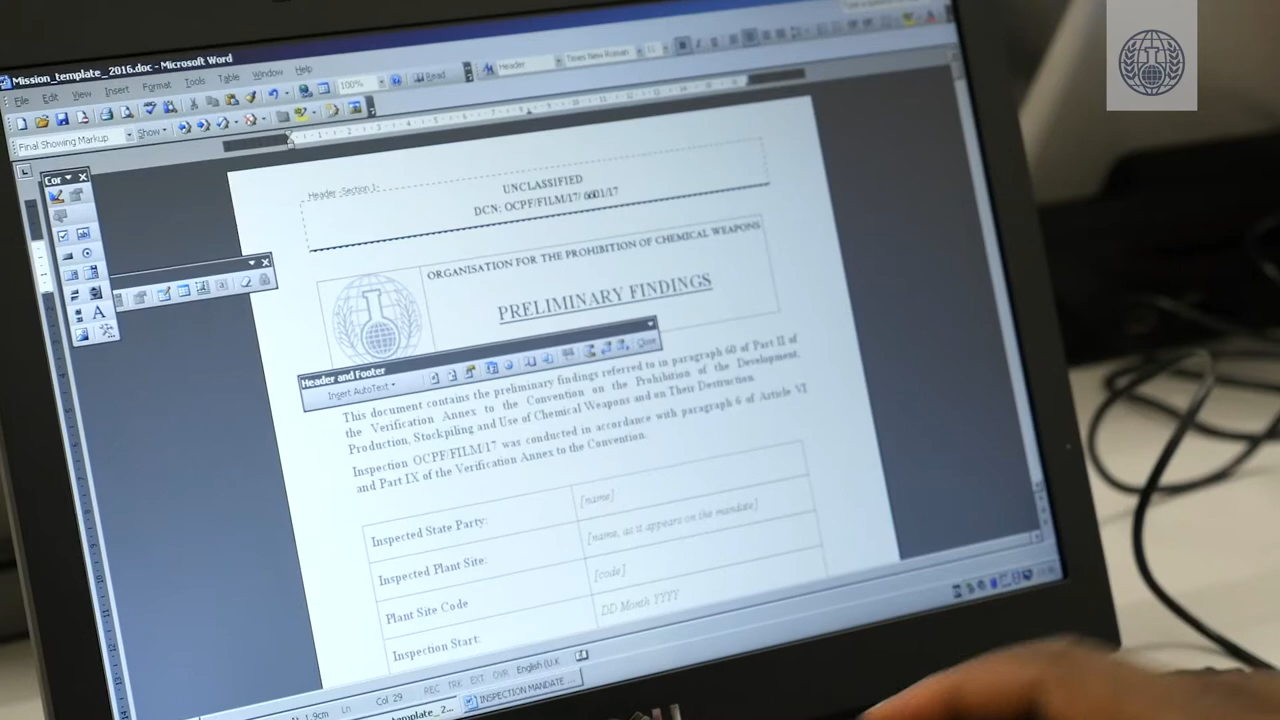 Mission_template_2016.doc - Microsoft Word
File Edit View Insert Format Tools Table Window Help
100% Read Header Times New Roman 11
Final Showing Markup Show
Header -Section 1-
UNCLASSIFIED
DCN: OCPF/FILM/17/ 6601/17
ORGANISATION FOR THE PROHIBITION OF CHEMICAL WEAPONS
PRELIMINARY FINDINGS
Header and Footer
Insert AutoText Close
This document contains the preliminary findings referred to in paragraph 60 of Part II of
the Verification Annex to the Convention on the Prohibition of the Development,
Production, Stockpiling and Use of Chemical Weapons and on Their Destruction.
Inspection OCPF/FILM/17 was conducted in accordance with paragraph 6 of Article VI
and Part IX of the Verification Annex to the Convention.
Inspected State Party: [name]
Inspected Plant Site: [name, as it appears on the mandate]
Plant Site Code [code]
Inspection Start: DD Month YYYY
1.9cm Ln Col 29 REC TRK EXT OVR English (U.K
template_2... INSPECTION MANDATE ...